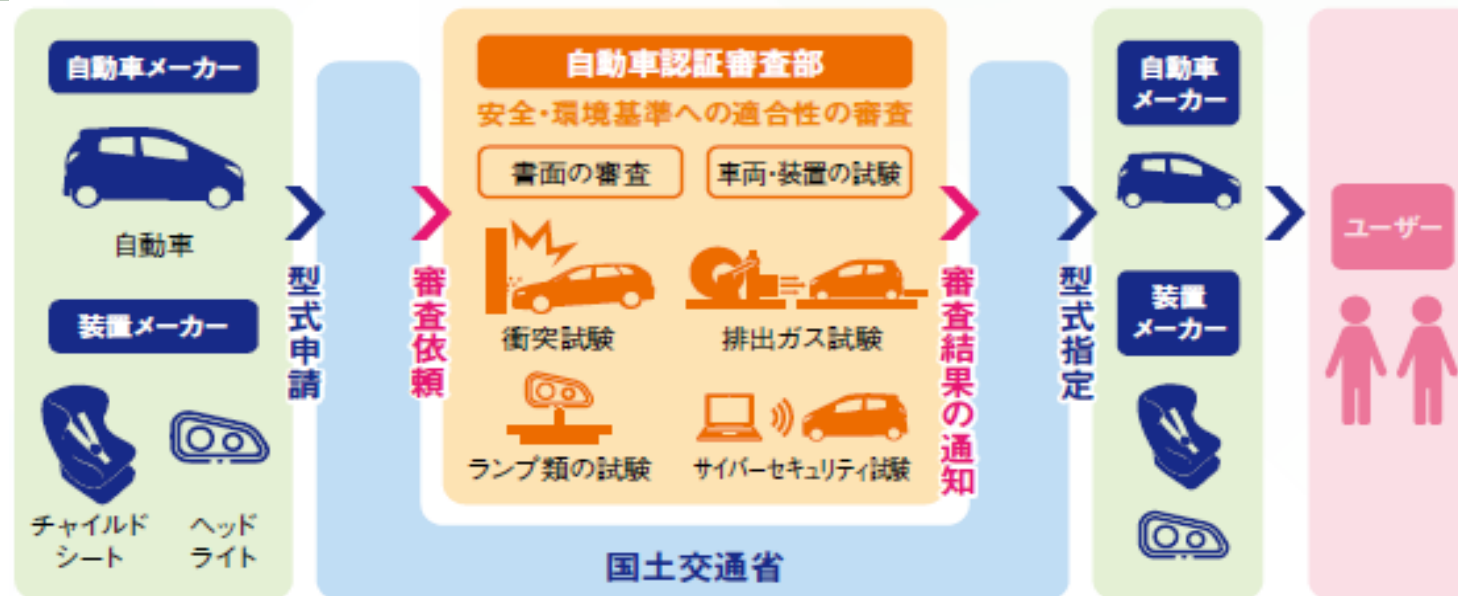 自動車メーカー
自動車
装置メーカー
チャイルド
シート
ヘッド
ライト
型式申請
審査依頼
自動車認証審査部
安全・環境基準への適合性の審査
書面の審査
車両・装置の試験
衝突試験
排出ガス試験
ランプ類の試験
サイバーセキュリティ試験
審査結果の通知
国土交通省
型式指定
自動車
メーカー
装置
メーカー
ユーザー